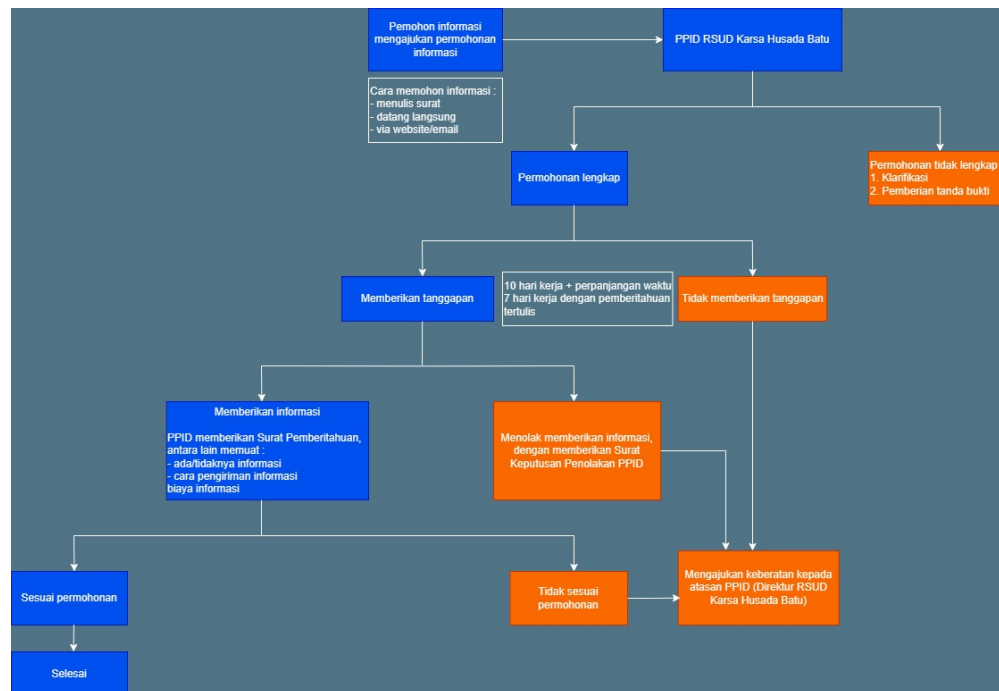 Pemohon informasi
mengajukan permohonan
informasi
PPID RSUD Karsa Husada Batu
Cara memohon informasi :
- menulis surat
- datang langsung
- via website/email
Permohonan lengkap
Permohonan tidak lengkap
1. Klarifikasi
2. Pemberian tanda bukti
Memberikan tanggapan
10 hari kerja + perpanjangan waktu
7 hari kerja dengan pemberitahuan
tertulis
Tidak memberikan tanggapan
Memberikan informasi
PPID memberikan Surat Pemberitahuan,
antara lain memuat :
- ada/tidaknya informasi
- cara pengiriman informasi
biaya informasi
Menolak memberikan informasi,
dengan memberikan Surat
Keputusan Penolakan PPID
Sesuai permohonan
Tidak sesuai
permohonan
Mengajukan keberatan kepada
atasan PPID (Direktur RSUD
Karsa Husada Batu)
Selesai